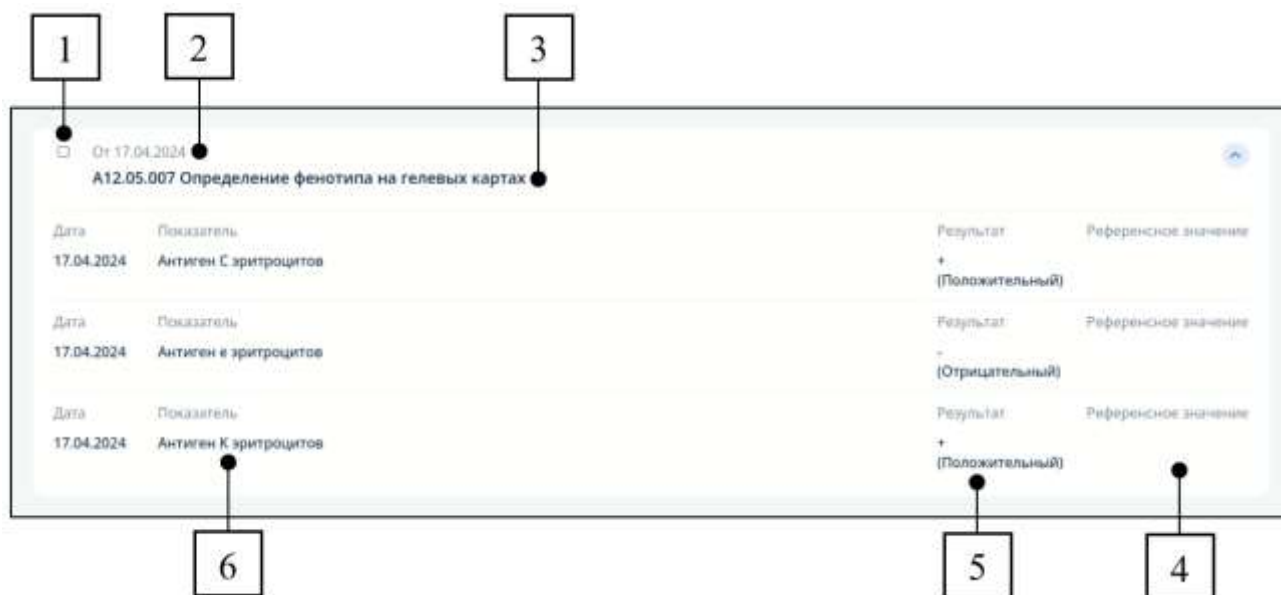 1 2 3
От 17.04.2024
A12.05.007 Определение фенотипа на гелевых картах
Дата Показатель Результат Референсное значение
17.04.2024 Антиген C эритроцитов +
(Положительный)
Дата Показатель Результат Референсное значение
17.04.2024 Антиген e эритроцитов -
(Отрицательный)
Дата Показатель Результат Референсное значение
17.04.2024 Антиген K эритроцитов +
(Положительный)
6 5 4